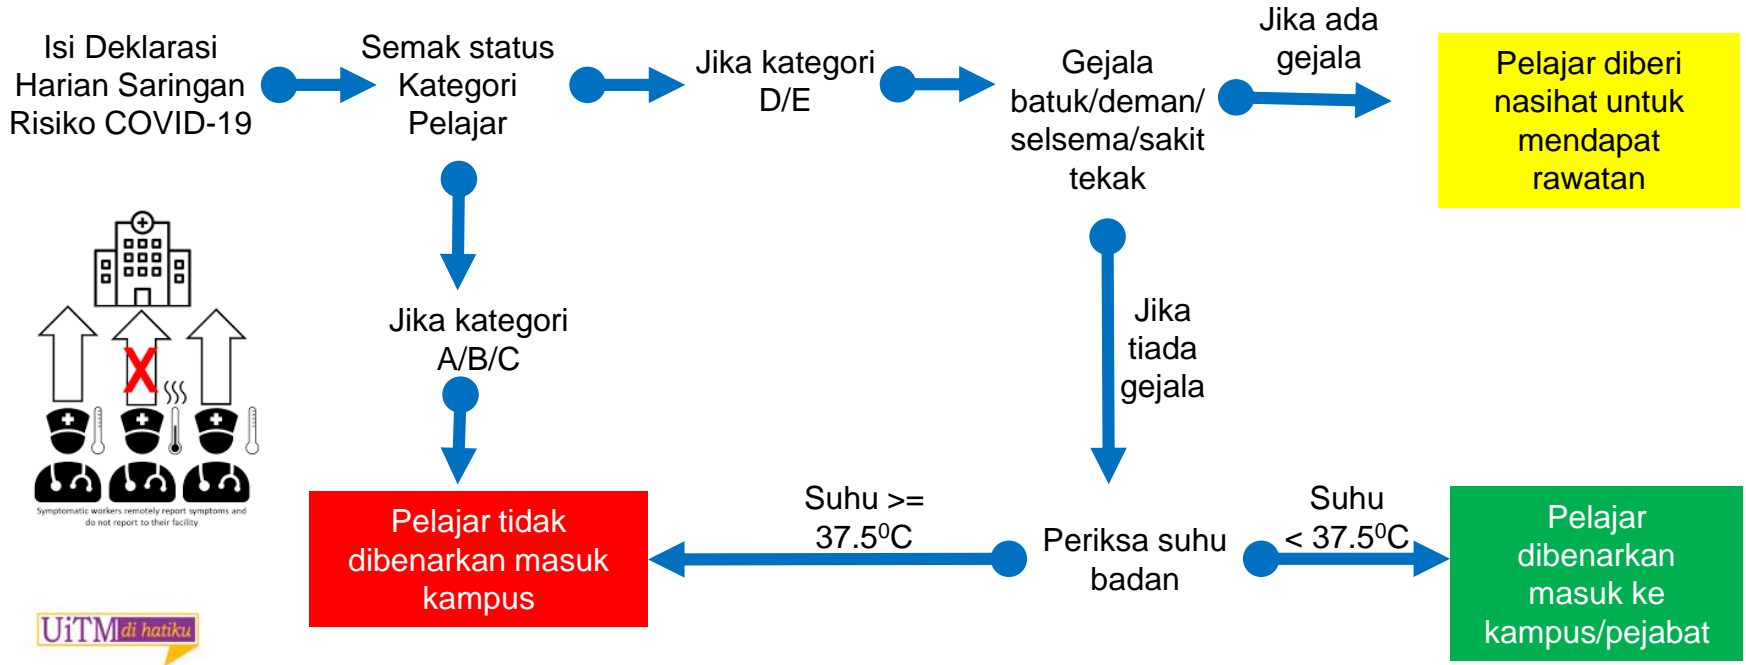 Isi Deklarasi
Harian Saringan
Risiko COVID-19
Semak status
Kategori
Pelajar
Jika kategori
D/E
Gejala
batuk/deman/
selsema/sakit
tekak
Jika ada
gejala
Pelajar diberi
nasihat untuk
mendapat
rawatan
Jika kategori
A/B/C
Jika
tiada
gejala
X
Symptomatic workers remotely report symptoms and
do not report to their facility
Pelajar tidak
dibenarkan masuk
kampus
Suhu >=
37.5⁰C
Periksa suhu
badan
Suhu
< 37.5⁰C
Pelajar
dibenarkan
masuk ke
kampus/pejabat
UiTM di hatiku